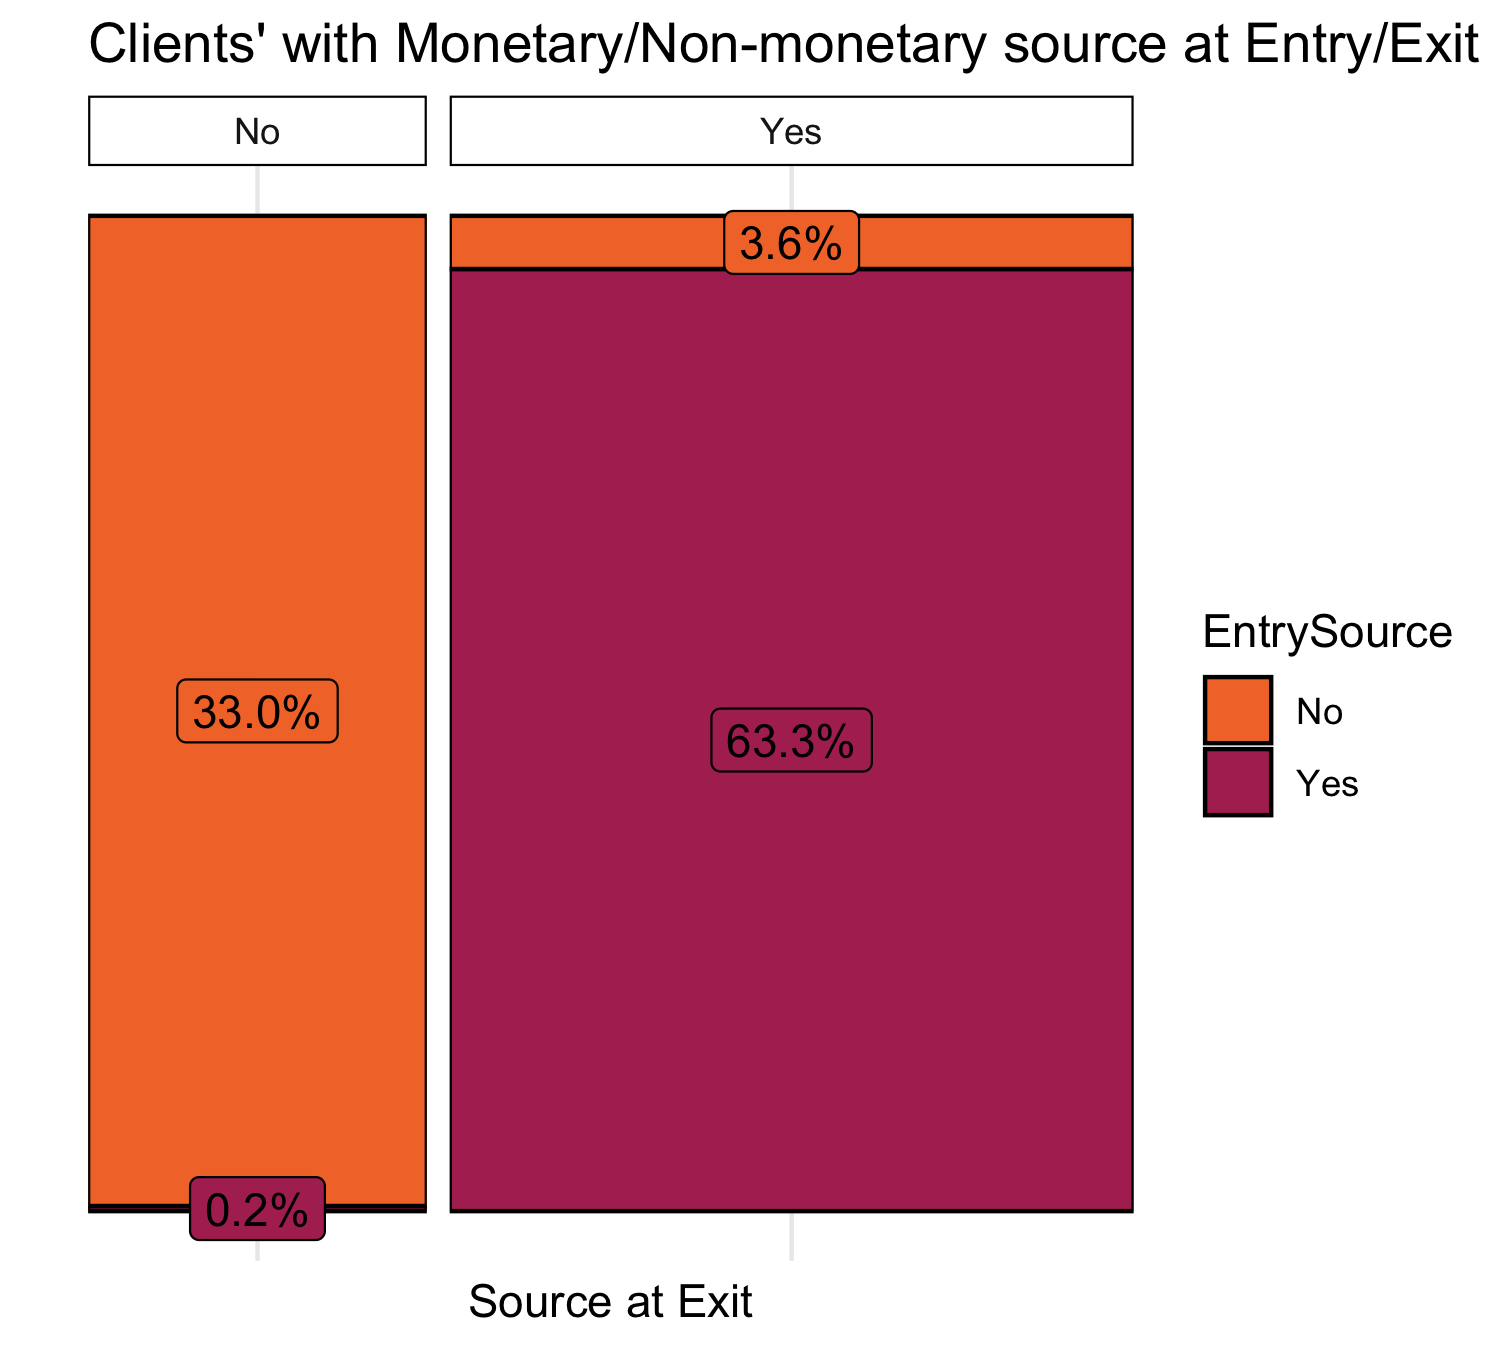 Clients' with Monetary/Non-monetary source at Entry/Exit
No
Yes
3.6%
33.0%
63.3%
0.2%
EntrySource
No
Yes
Source at Exit